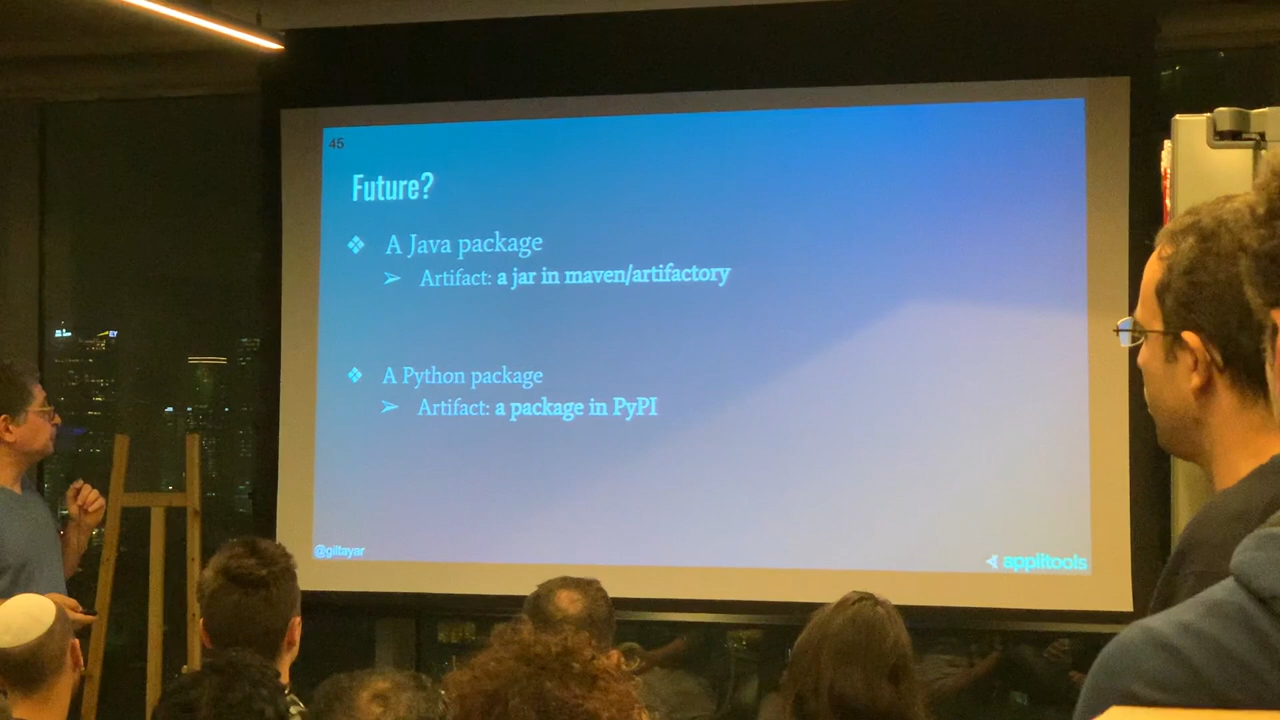 45
Future?
❖ A Java package
➢ Artifact: a jar in maven/artifactory
❖ A Python package
➢ Artifact: a package in PyPI
@giltayar
applitools